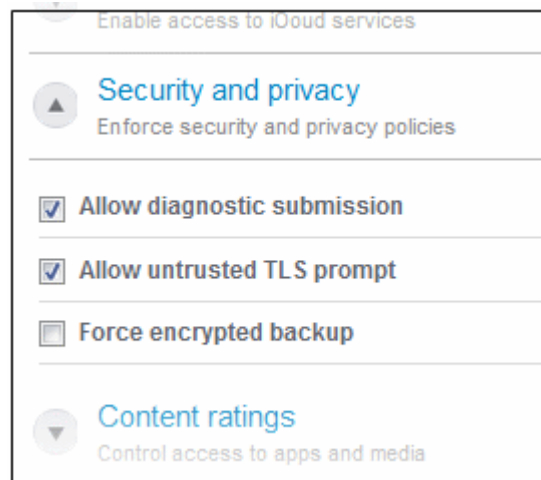 Enable access to iOoud services
Security and privacy
Enforce security and privacy policies
Allow diagnostic submission
Allow untrusted TLS prompt
Force encrypted backup
Content ratings
Control access to apps and media